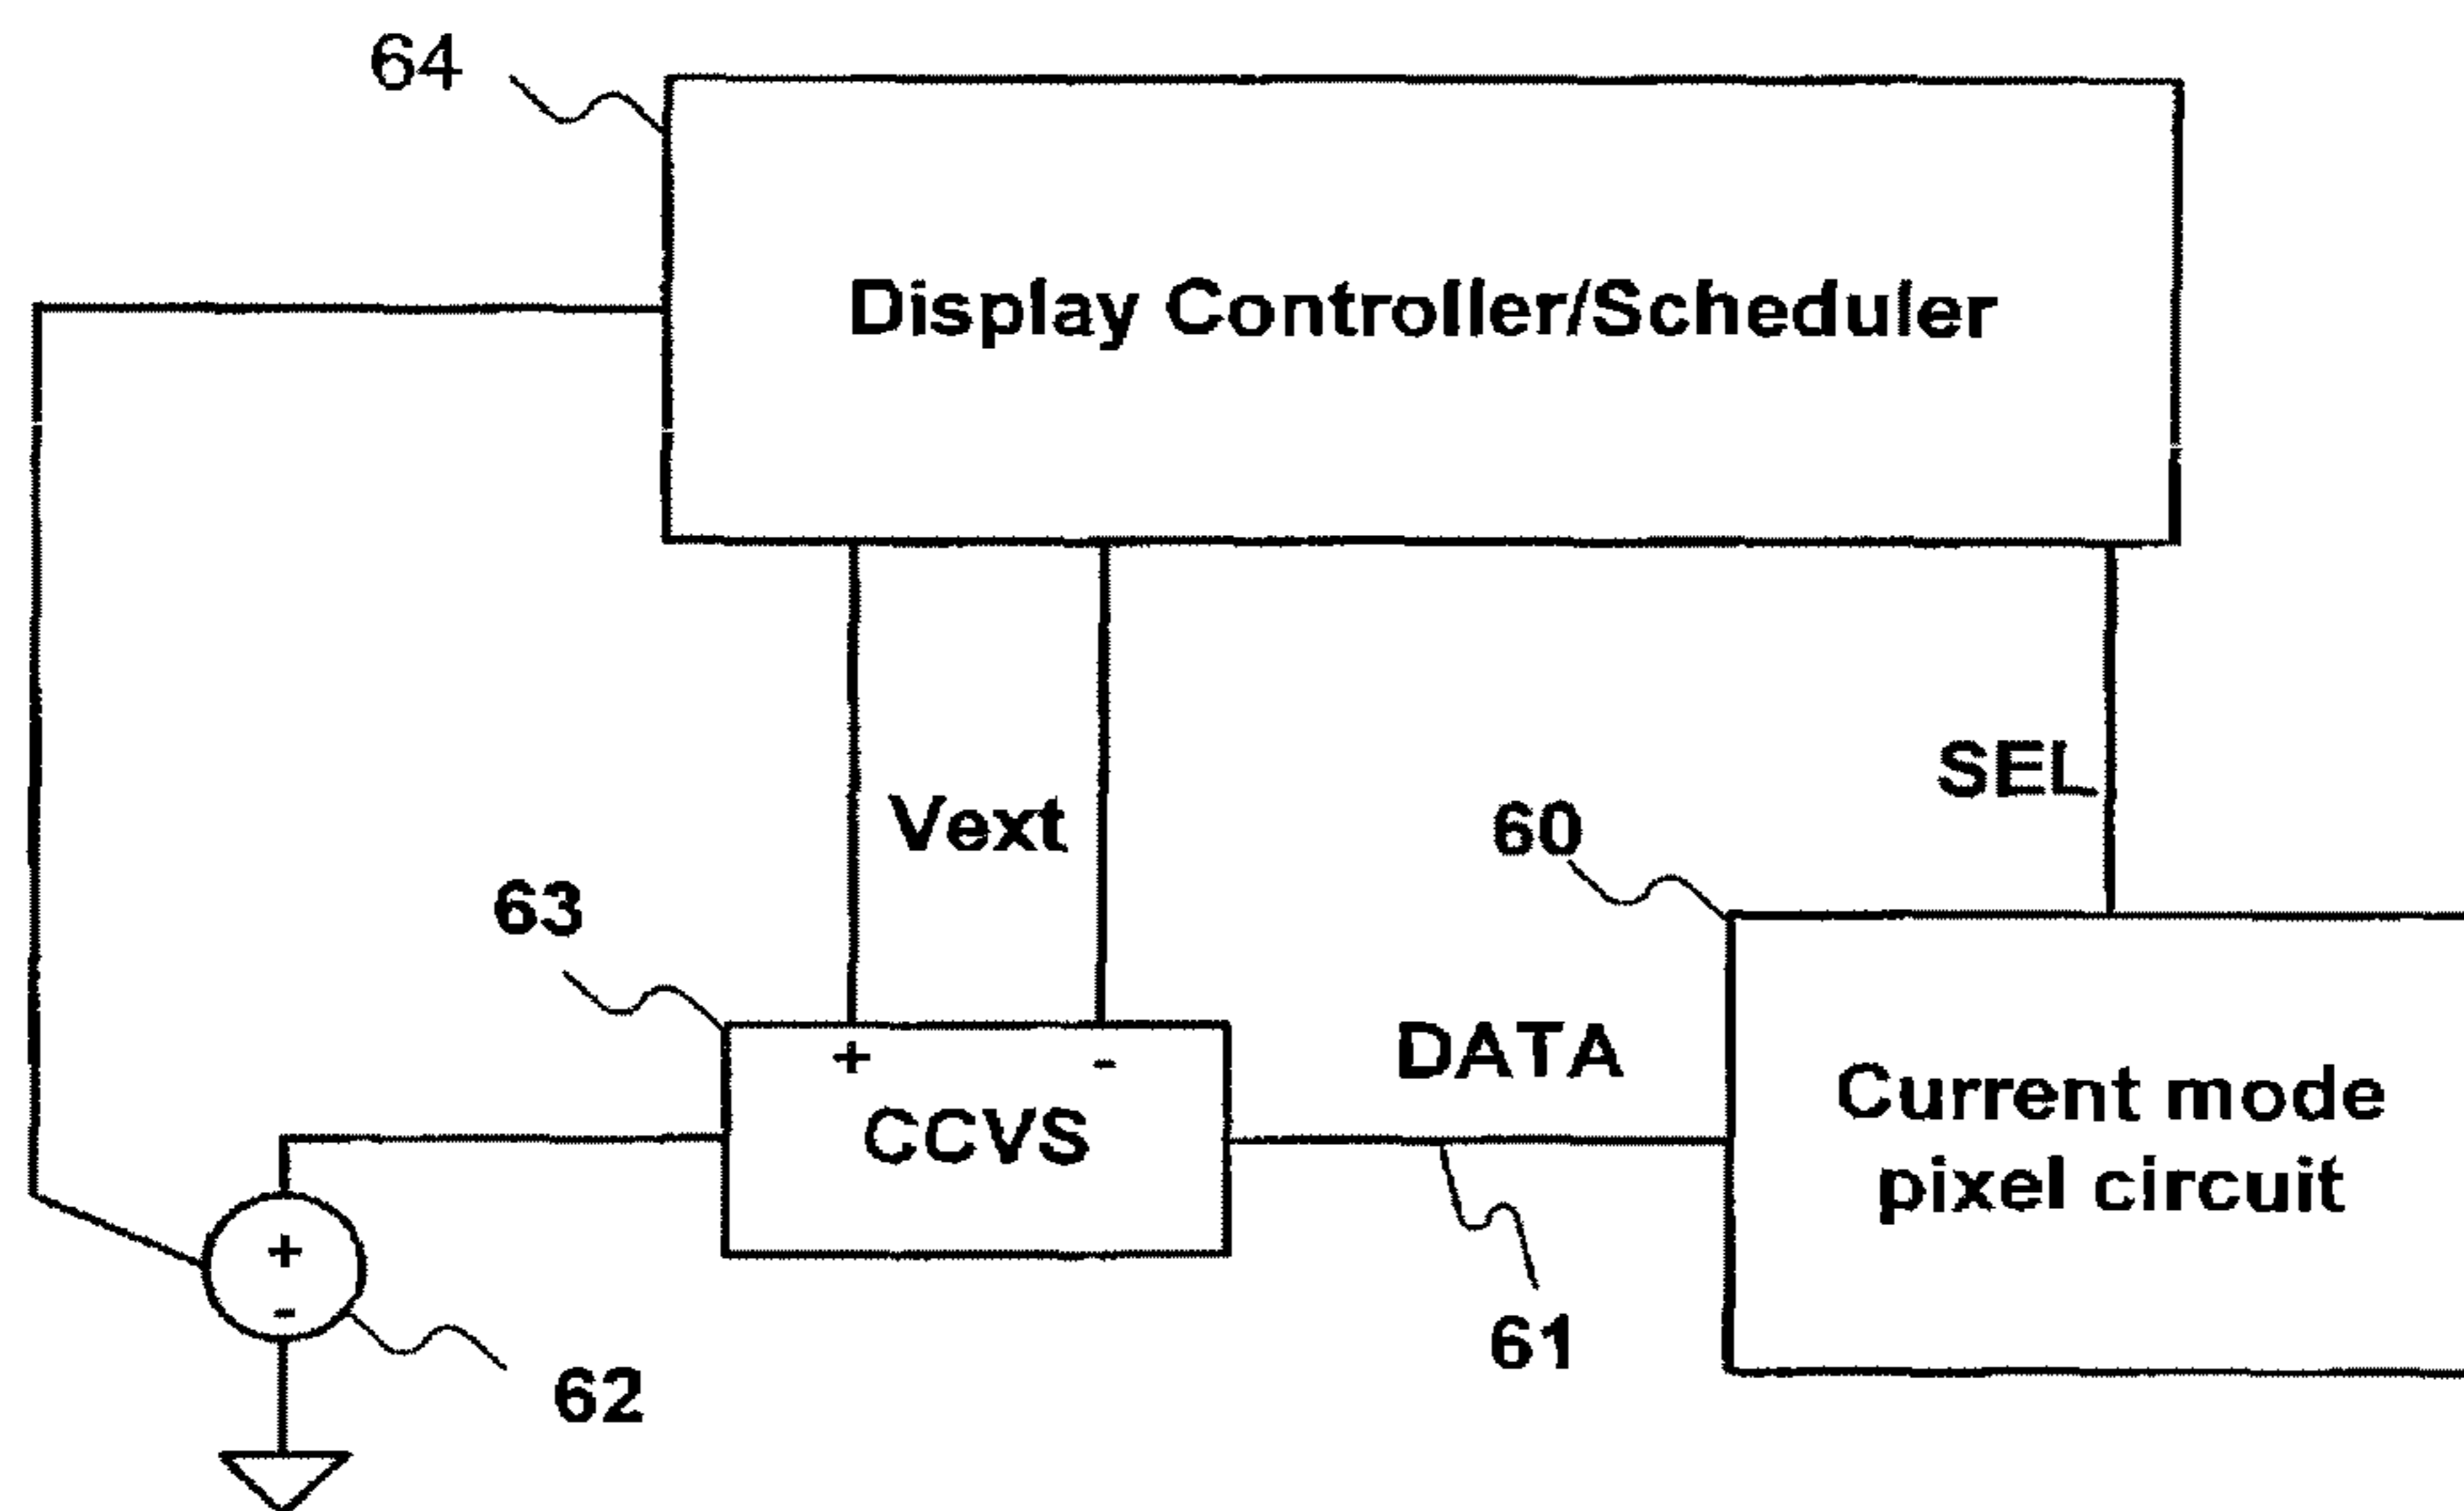 64
Display Controller/Scheduler
SEL
Vext
60
63
+ -
DATA
CCVS
Current mode
pixel circuit
+
-
61
62